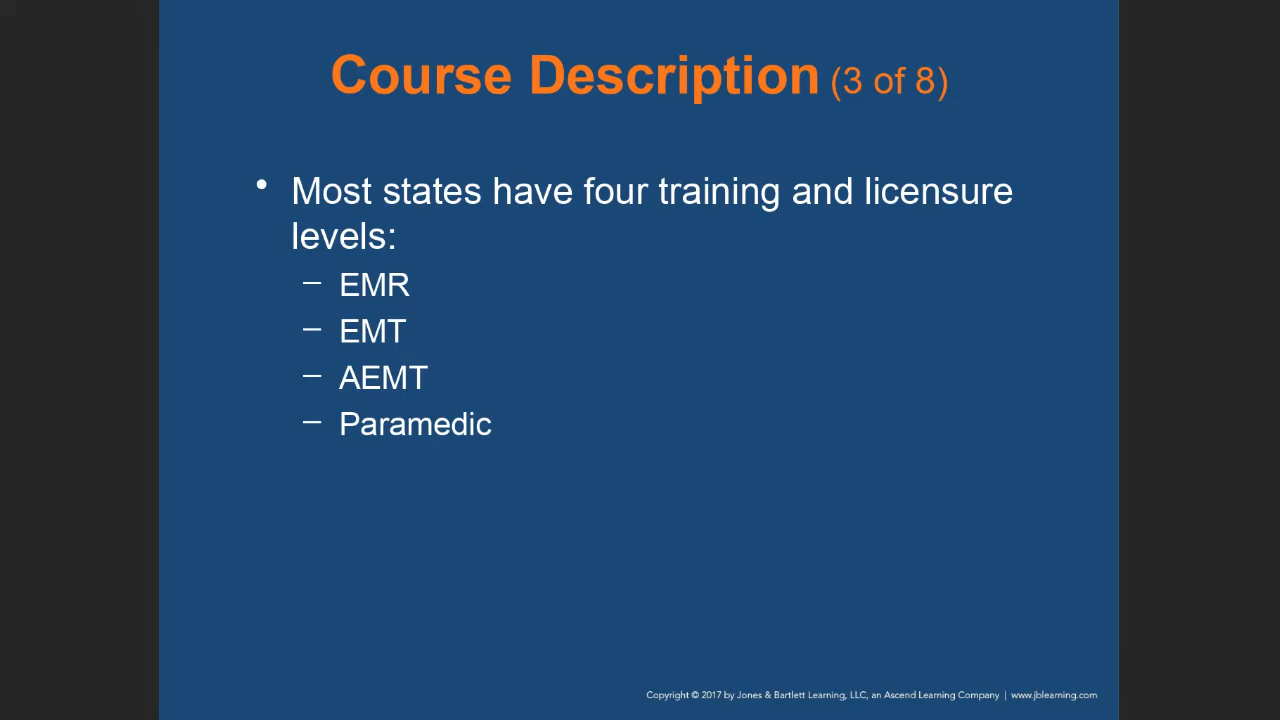 Course Description (3 of 8)
• Most states have four training and licensure
levels:
– EMR
– EMT
– AEMT
– Paramedic
Copyright © 2017 by Jones & Bartlett Learning, LLC, an Ascend Learning Company | www.jblearning.com